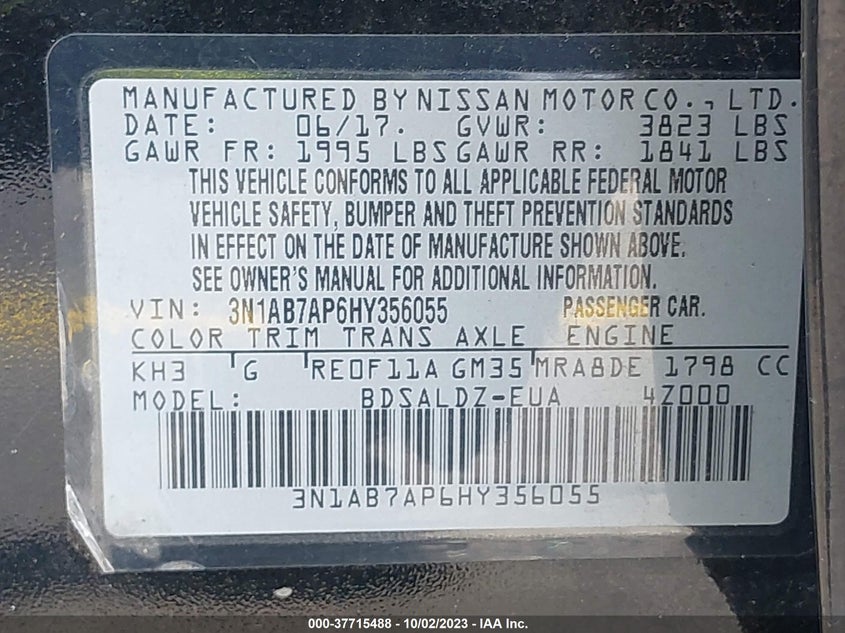 MANUFACTURED BY NISSAN MOTOR CO., LTD.
DATE: 06/17. GVWR: 3823 LBS
GAWR FR: 1995 LBS GAWR RR: 1841 LBS
THIS VEHICLE CONFORMS TO ALL APPLICABLE FEDERAL MOTOR
VEHICLE SAFETY, BUMPER AND THEFT PREVENTION STANDARDS
IN EFFECT ON THE DATE OF MANUFACTURE SHOWN ABOVE.
SEE OWNER'S MANUAL FOR ADDITIONAL INFORMATION.
VIN: 3N1AB7AP6HY356055 PASSENGER CAR.
COLOR TRIM TRANS AXLE ENGINE
KH3 G RE0F11A GM35 MRA8DE 1798 CC
MODEL: BDSALDZ-EUA 4Z000
3N1AB7AP6HY356055
000-37715488 - 10/02/2023 - IAA Inc.